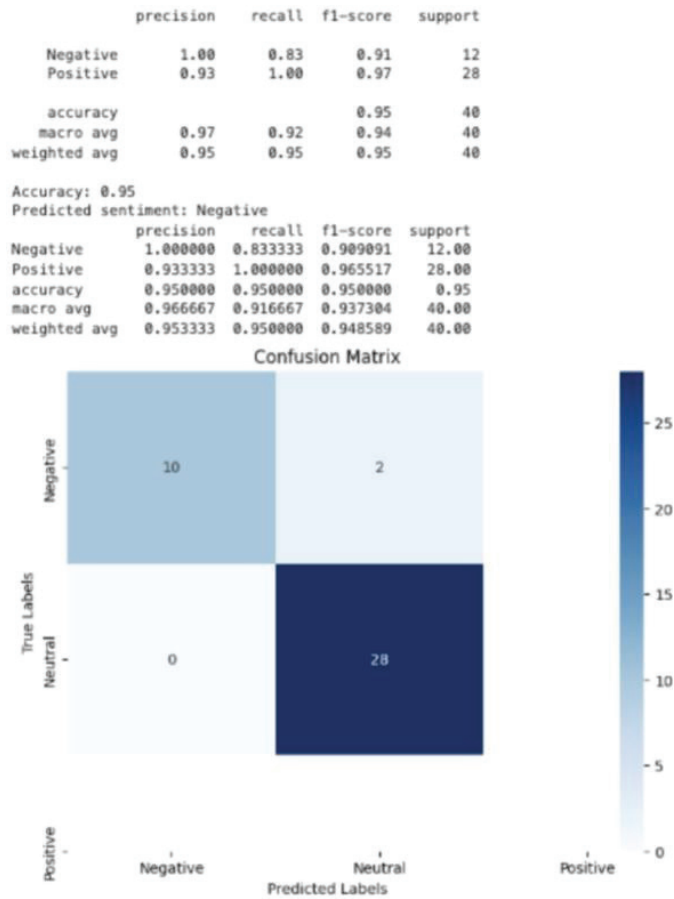 precision recall f1-score support
Negative 1.00 0.83 0.91 12
Positive 0.93 1.00 0.97 28
accuracy 0.95 40
macro avg 0.97 0.92 0.94 40
weighted avg 0.95 0.95 0.95 40
Accuracy: 0.95
Predicted sentiment: Negative
precision recall f1-score support
Negative 1.000000 0.833333 0.909091 12.00
Positive 0.933333 1.000000 0.965517 28.00
accuracy 0.950000 0.950000 0.950000 0.95
macro avg 0.966667 0.916667 0.937304 40.00
weighted avg 0.953333 0.950000 0.948589 40.00
Confusion Matrix
True Labels
Negative
10 2
Neutral
0 28
Positive
Negative Neutral Positive
Predicted Labels
25
20
15
10
5
0